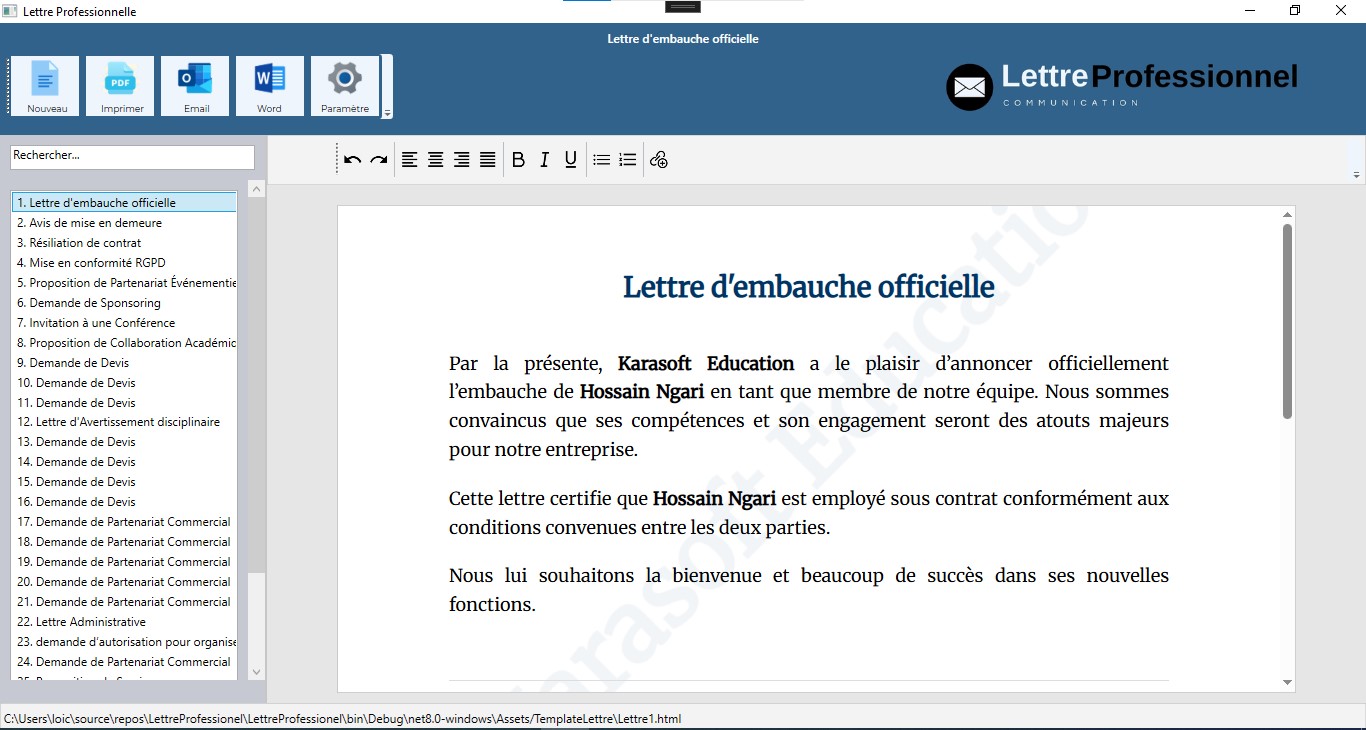 Lettre Professionnelle
Lettre d'embauche officielle
Nouveau
PDF
Imprimer
Email
Word
Paramètre
LettreProfessionnel
COMMUNICATION
Rechercher...
B I U
1. Lettre d'embauche officielle
2. Avis de mise en demeure
3. Résiliation de contrat
4. Mise en conformité RGPD
5. Proposition de Partenariat Événementie
6. Demande de Sponsoring
7. Invitation à une Conférence
8. Proposition de Collaboration Académic
9. Demande de Devis
10. Demande de Devis
11. Demande de Devis
12. Lettre d'Avertissement disciplinaire
13. Demande de Devis
14. Demande de Devis
15. Demande de Devis
16. Demande de Devis
17. Demande de Partenariat Commercial
18. Demande de Partenariat Commercial
19. Demande de Partenariat Commercial
20. Demande de Partenariat Commercial
21. Demande de Partenariat Commercial
22. Lettre Administrative
23. demande d'autorisation pour organise
24. Demande de Partenariat Commercial
Lettre d'embauche officielle
Par la présente, Karasoft Education a le plaisir d’annoncer officiellement
l’embauche de Hossain Ngari en tant que membre de notre équipe. Nous sommes
convaincus que ses compétences et son engagement seront des atouts majeurs
pour notre entreprise.
Cette lettre certifie que Hossain Ngari est employé sous contrat conformément aux
conditions convenues entre les deux parties.
Nous lui souhaitons la bienvenue et beaucoup de succès dans ses nouvelles
fonctions.
arasoft Educatio
C:\Users\loic\source\repos\LettreProfessionel\LettreProfessionel\bin\Debug\net8.0-windows\Assets/TemplateLettre\Lettre1.html